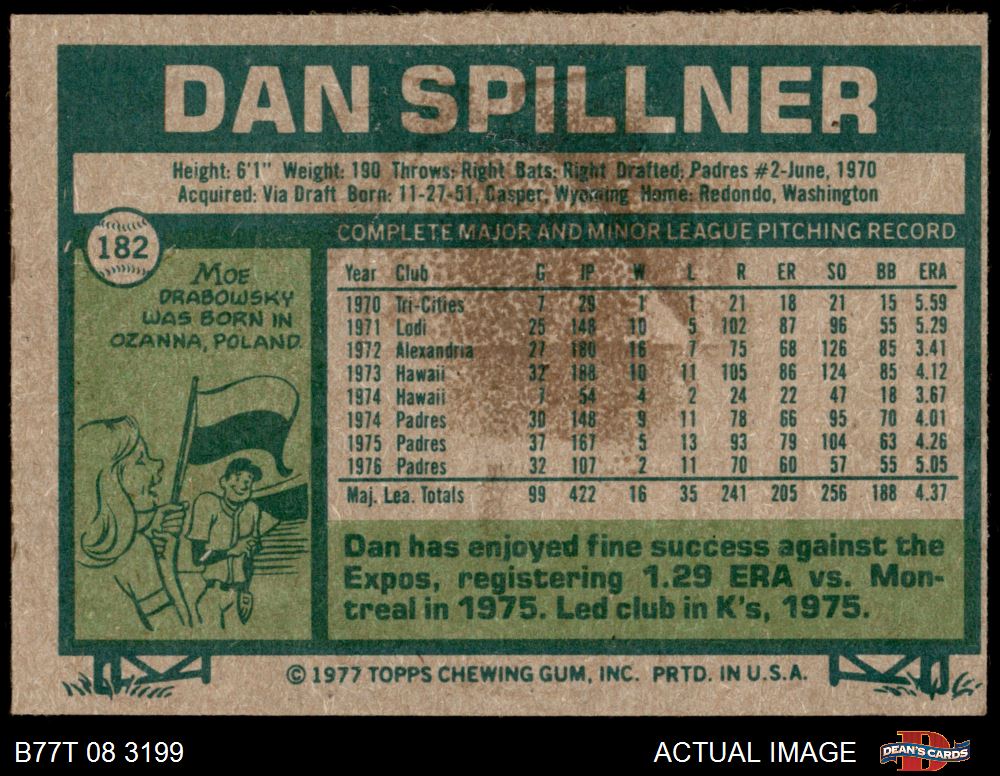 DAN SPILLNER
Height: 6'1" Weight: 190 Throws: Right Bats: Right Drafted: Padres #2-June, 1970
Acquired: Via Draft Born: 11-27-51, Casper, Wyoming Home: Redondo, Washington
182
COMPLETE MAJOR AND MINOR LEAGUE PITCHING RECORD
MOE
DRABOWSKY
WAS BORN IN
OZANNA, POLAND.
Year Club G IP W L R ER SO BB ERA
1970 Tri-Cities 7 29 1 1 21 18 21 15 5.59
1971 Lodi 25 148 10 5 102 87 96 55 5.29
1972 Alexandria 27 180 16 7 75 68 126 85 3.41
1973 Hawaii 32 188 10 11 105 86 124 85 4.12
1974 Hawaii 7 54 4 2 24 22 47 18 3.67
1974 Padres 30 148 9 11 78 66 95 70 4.01
1975 Padres 37 167 5 13 93 79 104 63 4.26
1976 Padres 32 107 2 11 70 60 57 55 5.05
Maj. Lea. Totals 99 422 16 35 241 205 256 188 4.37
Dan has enjoyed fine success against the
Expos, registering 1.29 ERA vs. Mon-
treal in 1975. Led club in K's, 1975.
© 1977 TOPPS CHEWING GUM, INC. PRTD. IN U.S.A.
B77T 08 3199 ACTUAL IMAGE DEAN'S CARDS